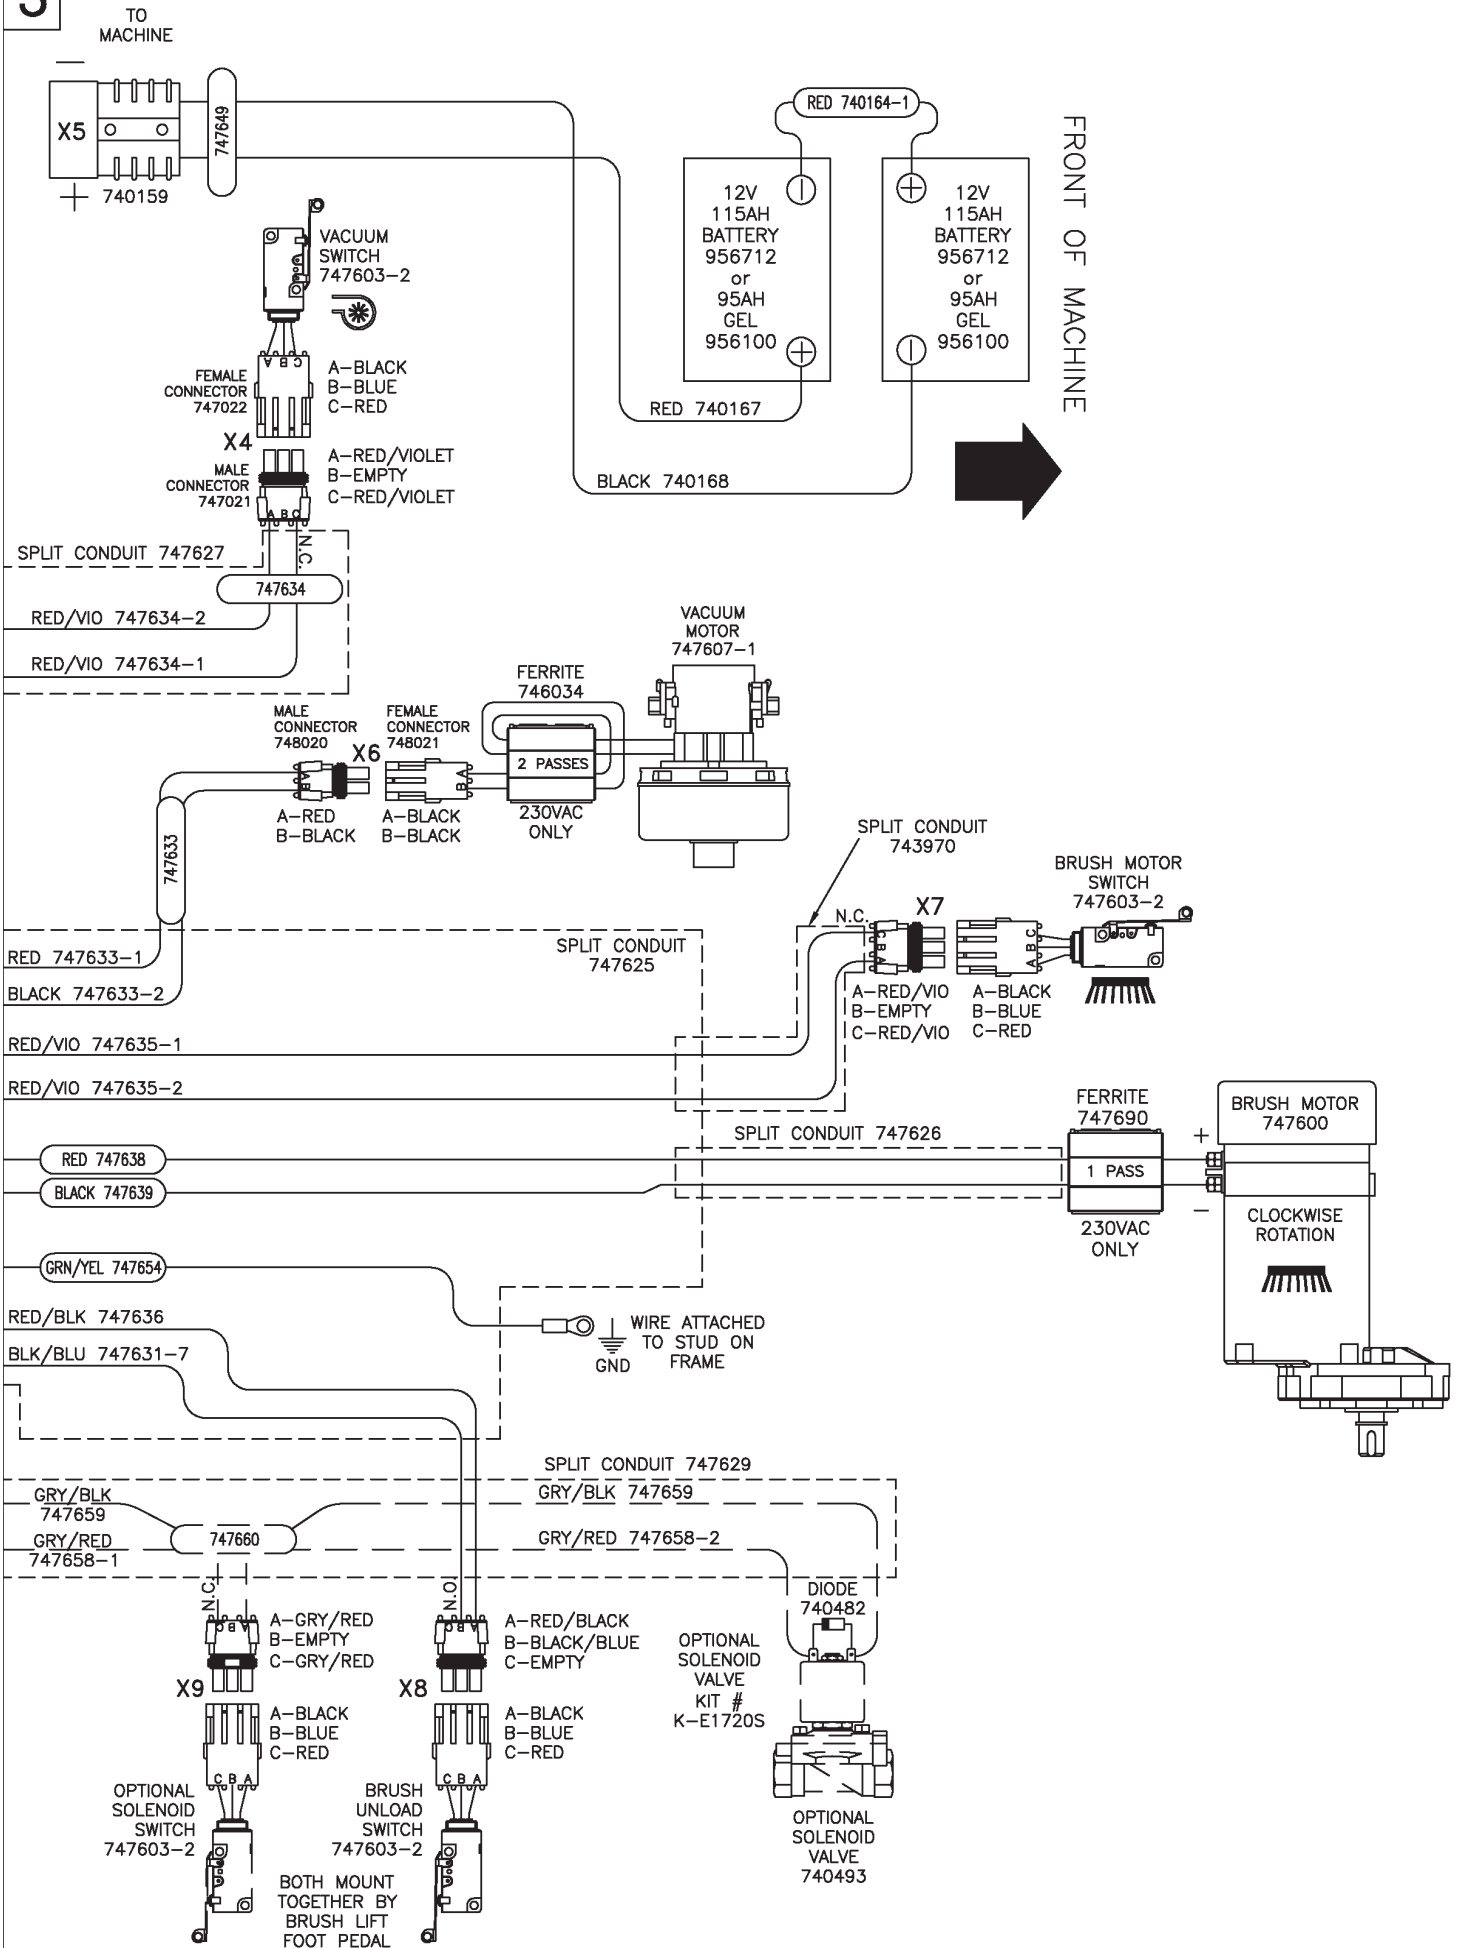 TO
MACHINE
X5
740159
747649
RED 740164-1
12V
115AH
BATTERY
956712
or
95AH
GEL
956100
12V
115AH
BATTERY
956712
or
95AH
GEL
956100
FRONT OF MACHINE
RED 740167
BLACK 740168
VACUUM
SWITCH
747603-2
A B C
FEMALE
CONNECTOR
747022
A-BLACK
B-BLUE
C-RED
X4
MALE
CONNECTOR
747021
A-RED/VIOLET
B-EMPTY
C-RED/VIOLET
A B C
N.C.
SPLIT CONDUIT 747627
747634
RED/VIO 747634-2
RED/VIO 747634-1
VACUUM
MOTOR
747607-1
FERRITE
746034
2 PASSES
230VAC
ONLY
MALE
CONNECTOR
748020
X6
FEMALE
CONNECTOR
748021
A
B
A
B
A-RED
B-BLACK
A-BLACK
B-BLACK
747633
SPLIT CONDUIT
743970
BRUSH MOTOR
SWITCH
747603-2
N.C.
X7
A B C
A B C
A-RED/VIO
B-EMPTY
C-RED/VIO
A-BLACK
B-BLUE
C-RED
SPLIT CONDUIT
747625
RED 747633-1
BLACK 747633-2
RED/VIO 747635-1
RED/VIO 747635-2
SPLIT CONDUIT 747626
FERRITE
747690
1 PASS
230VAC
ONLY
BRUSH MOTOR
747600
+
-
CLOCKWISE
ROTATION
RED 747638
BLACK 747639
GRN/YEL 747654
RED/BLK 747636
BLK/BLU 747631-7
GND
WIRE ATTACHED
TO STUD ON
FRAME
SPLIT CONDUIT 747629
GRY/BLK
747659
GRY/BLK 747659
747660
GRY/RED
747658-1
GRY/RED 747658-2
N.C.
C B A
A-GRY/RED
B-EMPTY
C-GRY/RED
X9
A-BLACK
B-BLUE
C-RED
C B A
OPTIONAL
SOLENOID
SWITCH
747603-2
N.O.
C B A
A-RED/BLACK
B-BLACK/BLUE
C-EMPTY
X8
A-BLACK
B-BLUE
C-RED
C B A
BRUSH
UNLOAD
SWITCH
747603-2
BOTH MOUNT
TOGETHER BY
BRUSH LIFT
FOOT PEDAL
DIODE
740482
OPTIONAL
SOLENOID
VALVE
KIT #
K-E1720S
OPTIONAL
SOLENOID
VALVE
740493